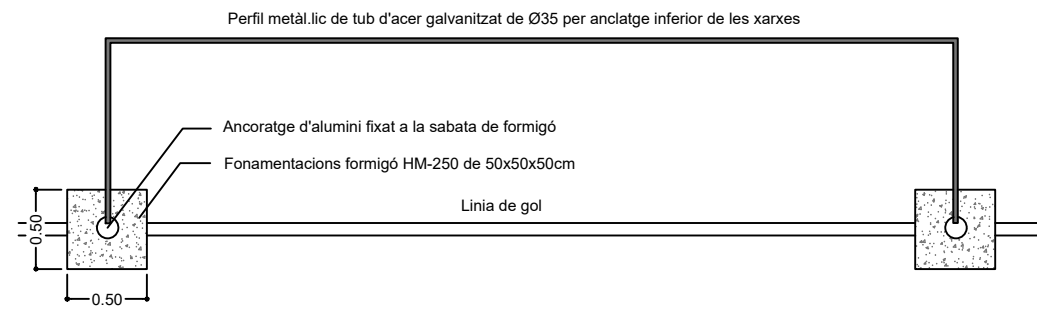 Perfil metàl.lic de tub d'acer galvanitzat de Ø35 per anclatge inferior de les xarxes
Ancoratge d'alumini fixat a la sabata de formigó
Fonamentacions formigó HM-250 de 50x50x50cm
Linia de gol
0.50
0.50